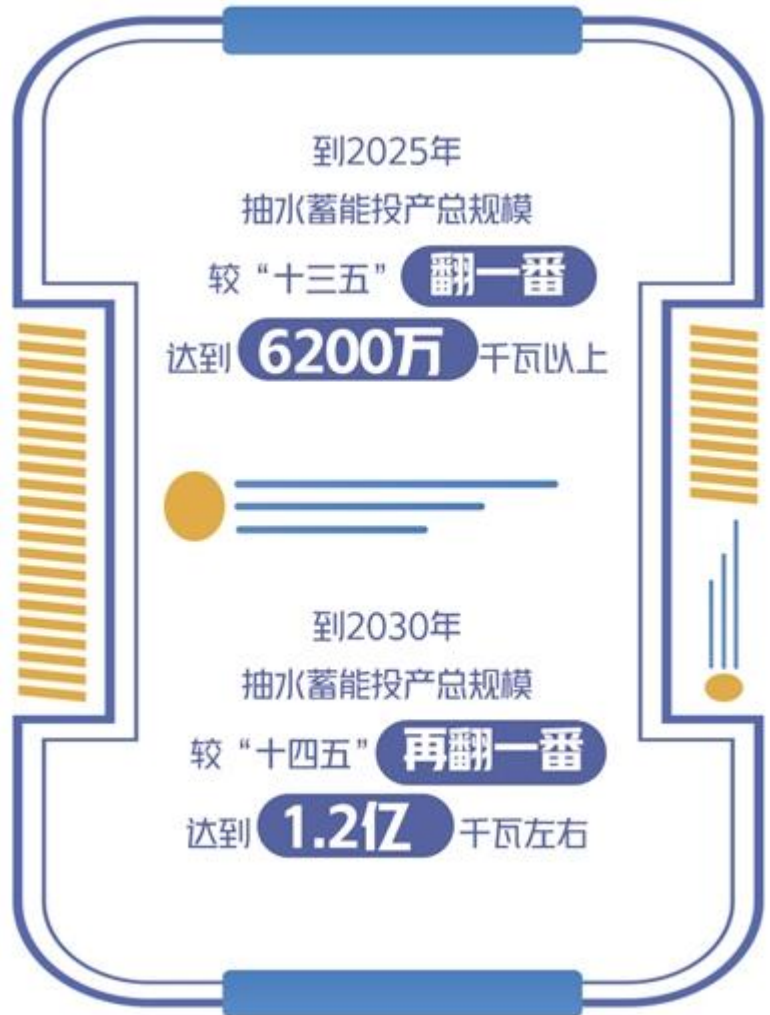 到2025年
抽水蓄能投产总规模
较“十三五”翻一番
达到6200万千瓦以上
到2030年
抽水蓄能投产总规模
较“十四五”再翻一番
达到1.2亿千瓦左右